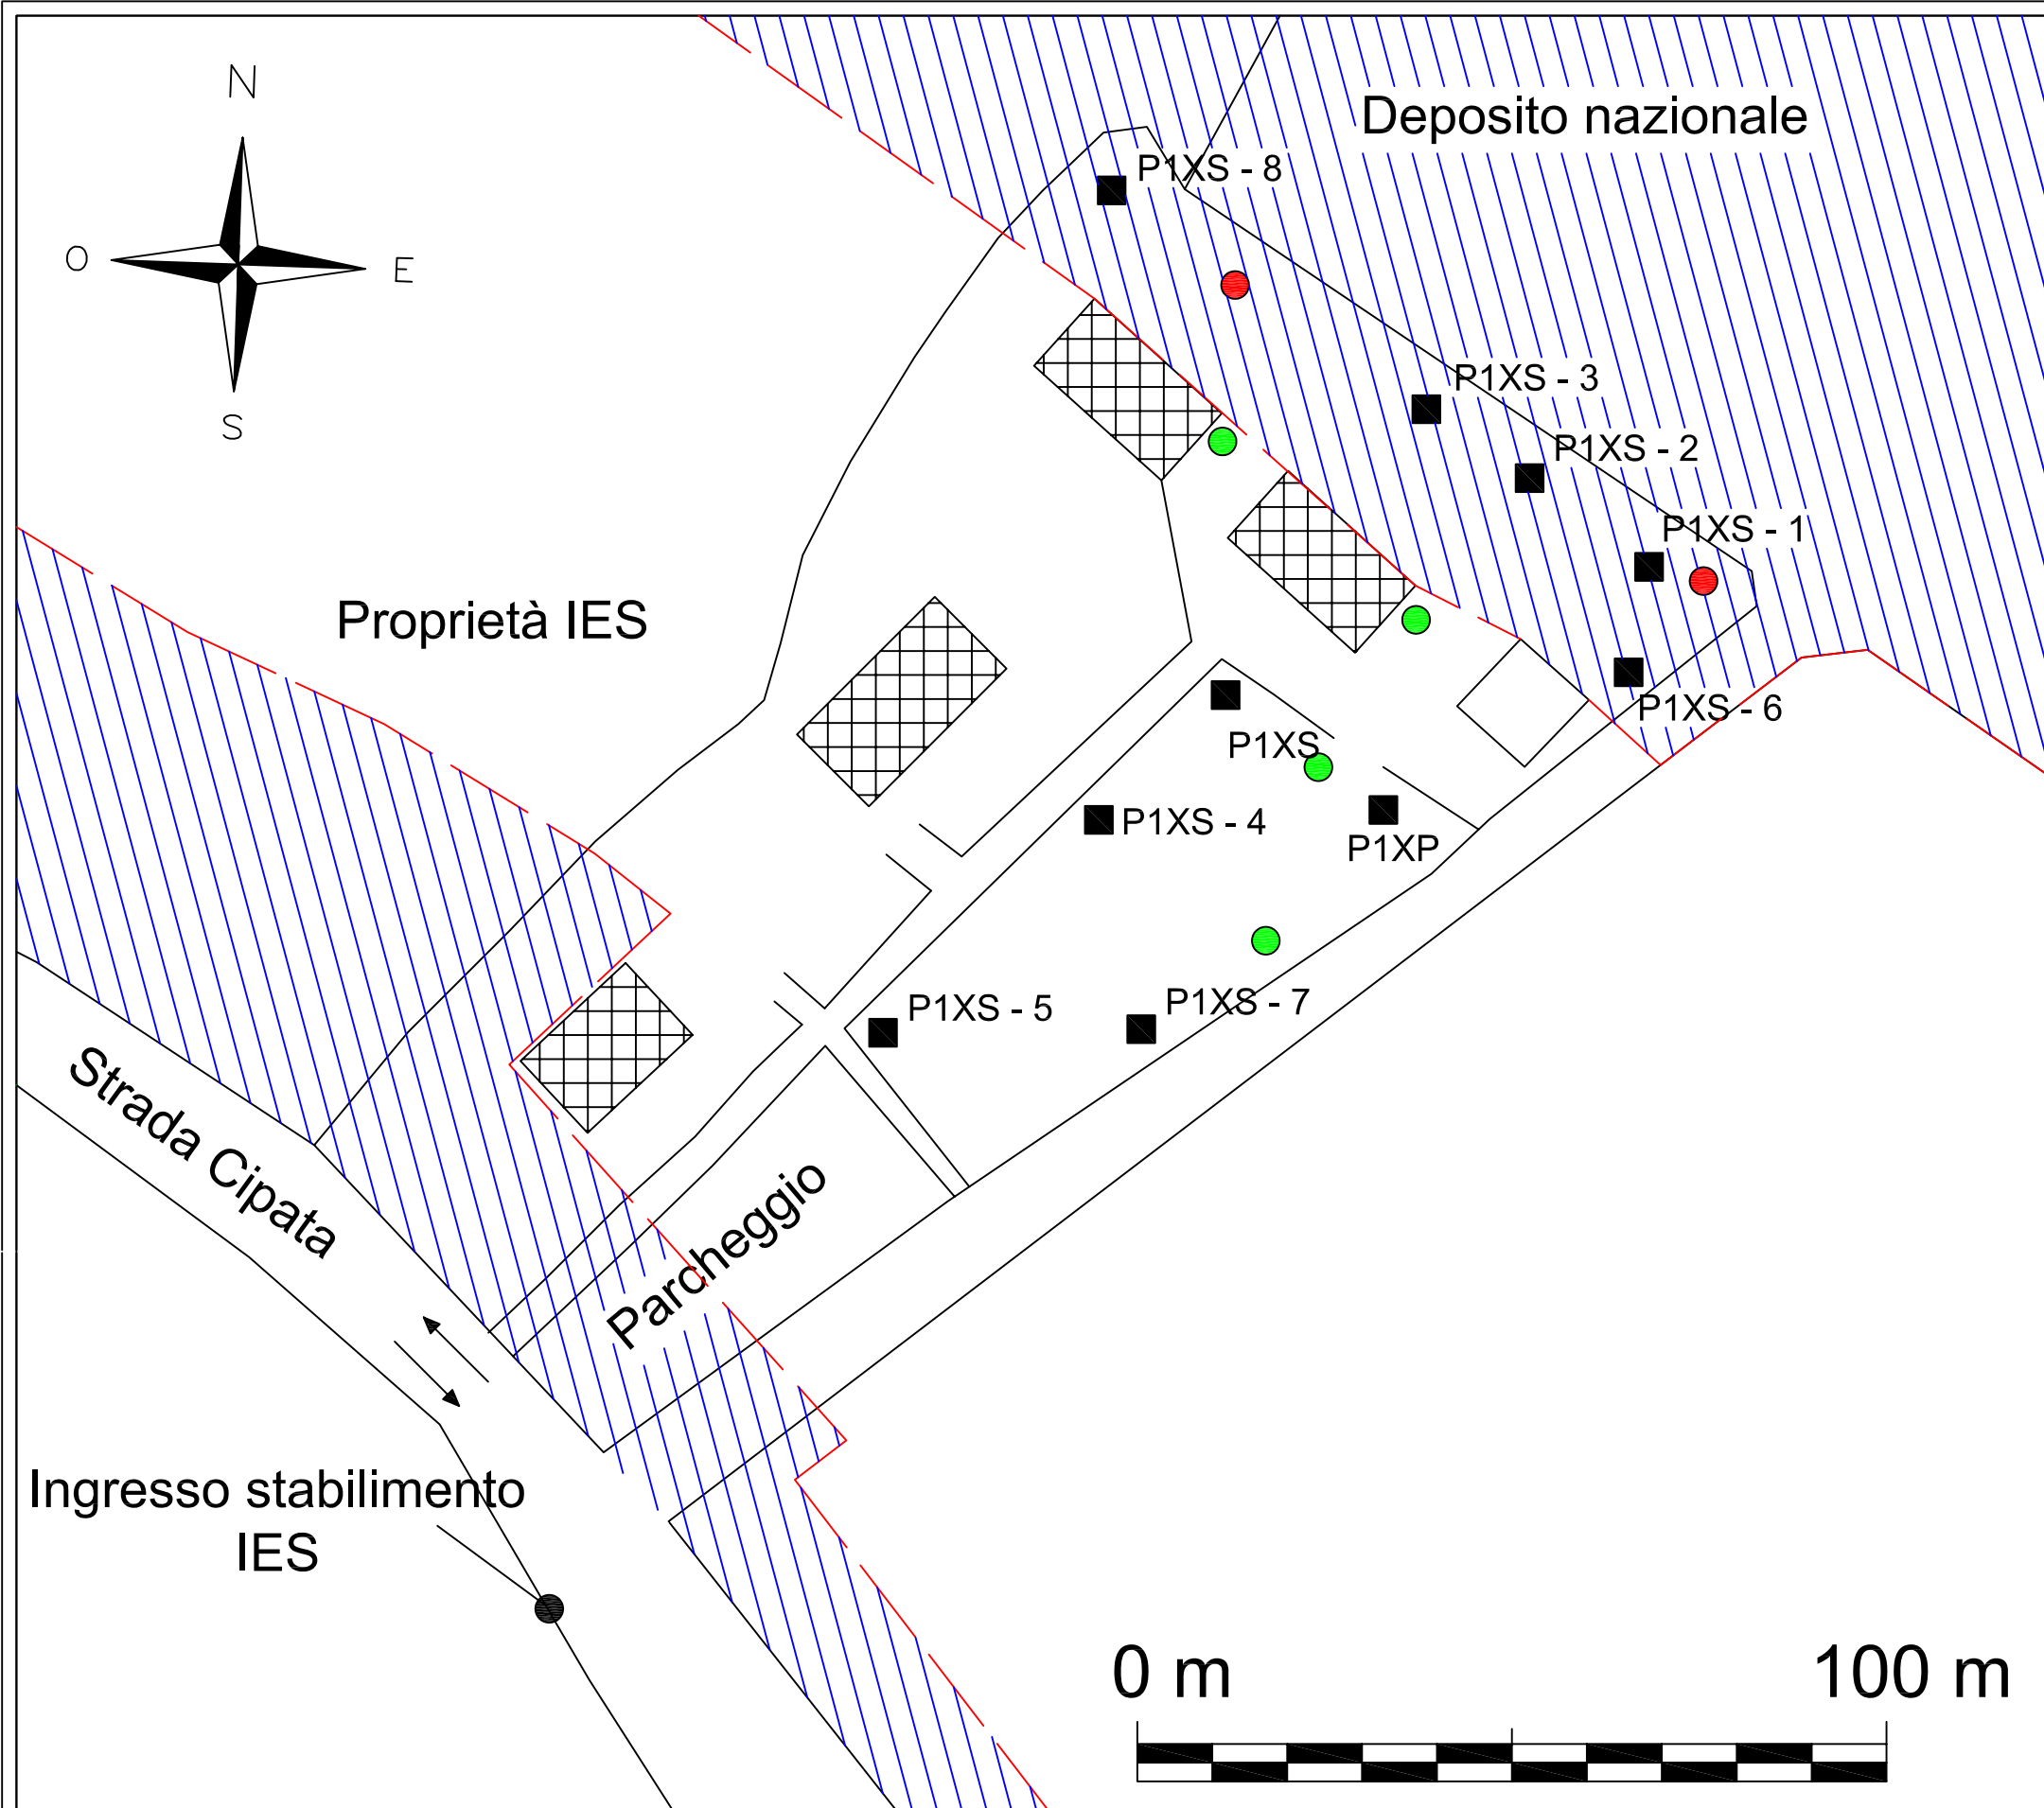 N
Deposito nazionale
P1XS - 8
O
E
S
P1XS - 3
P1XS - 2
P1XS - 1
Proprietà IES
P1XS - 6
P1XS
P1XS - 4
P1XP
P1XS - 5
P1XS - 7
Strada Cipata
Parcheggio
Ingresso stabilimento
IES
0 m
100 m